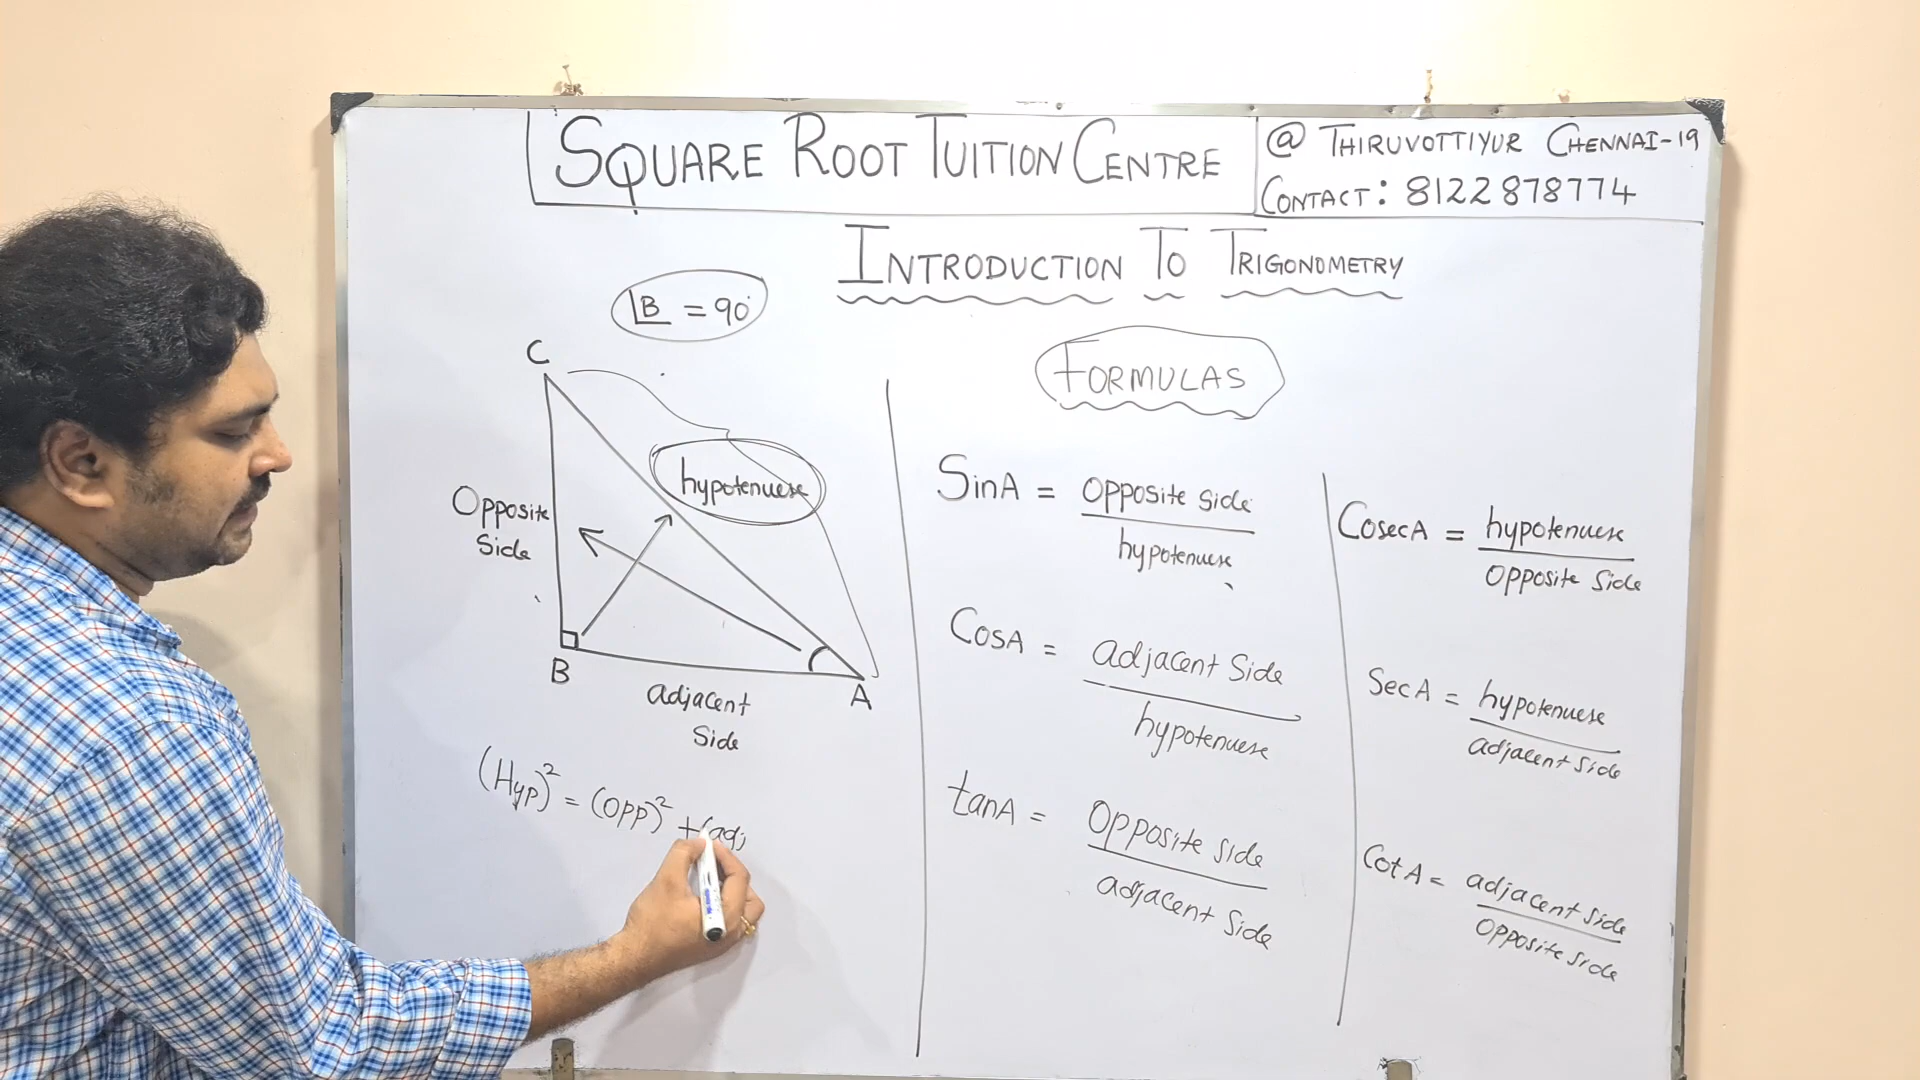 SQUARE ROOT TUITION CENTRE
@ THIRUVOTTIYUR CHENNAI-19
CONTACT: 8122878774
INTRODUCTION TO TRIGONOMETRY
∠B = 90°
C
hypotenuese
Opposite
Side
B
A
adjacent
Side
(Hyp)² = (Opp)² + (adj
FORMULAS
SinA = Opposite Side
hypotenuese
CosA = adjacent Side
hypotenuese
tanA = Opposite Side
adjacent Side
CosecA = hypotenuese
Opposite Side
SecA = hypotenuese
adjacent Side
CotA = adjacent Side
Opposite Side